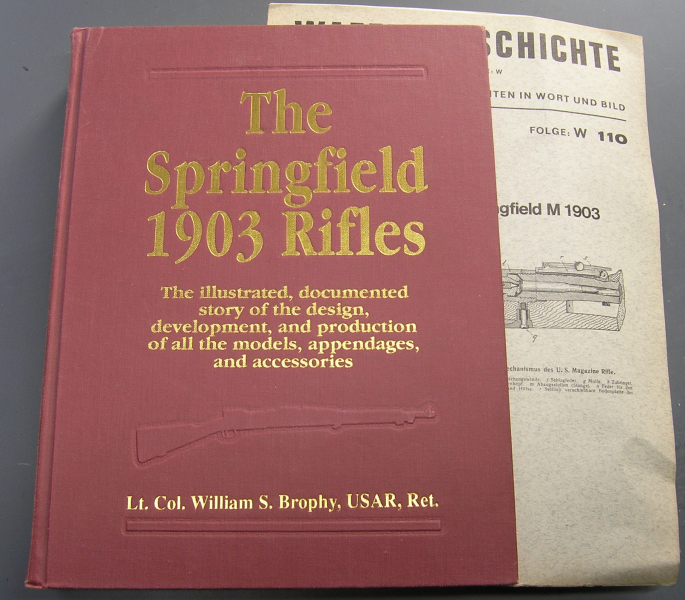 The
Springfield
1903 Rifles
The illustrated, documented
story of the design,
development, and production
of all the models, appendages,
and accessories
Lt. Col. William S. Brophy, USAR, Ret.
SCHICHTE
: W
TEN IN WORT UND BILD
FOLGE: W 110
gfield M 1903
echanismus des U. S. Magazine Rifle.